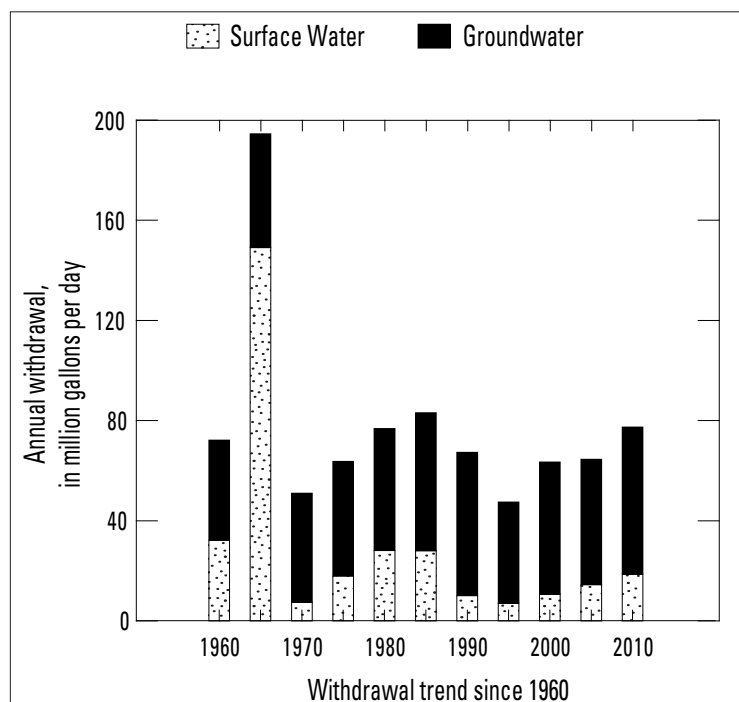 Surface Water Groundwater
200
160
120
80
40
0
Annual withdrawal,
in million gallons per day
1960 1970 1980 1990 2000 2010
Withdrawal trend since 1960